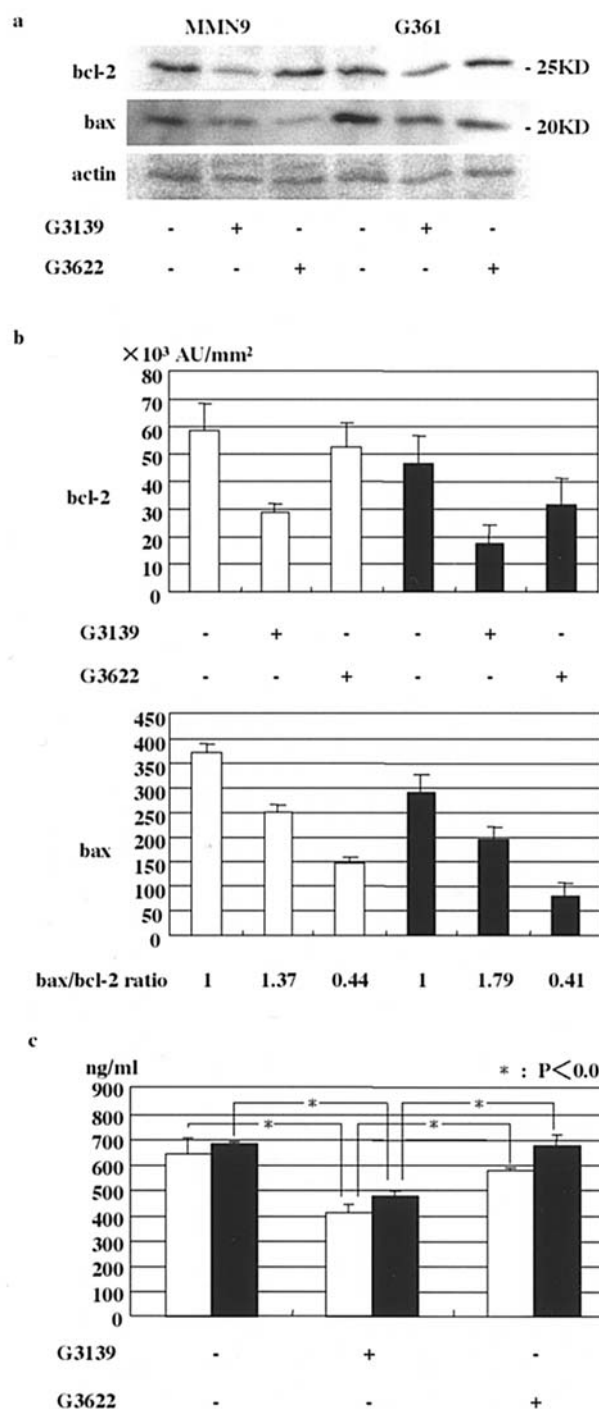 a
MMN9 G361
bcl-2 - 25KD
bax - 20KD
actin
G3139 - + - - + -
G3622 - - + - - +
b
×10³ AU/mm²
80
70
60
50
40
30
20
10
0
bcl-2
G3139 - + - - + -
G3622 - - + - - +
450
400
350
300
250
200
150
100
50
0
bax
bax/bcl-2 ratio 1 1.37 0.44 1 1.79 0.41
c
ng/ml * : P<0.0
900
800
700
600
500
400
300
200
100
0
* *
* *
G3139 - + -
G3622 - - +